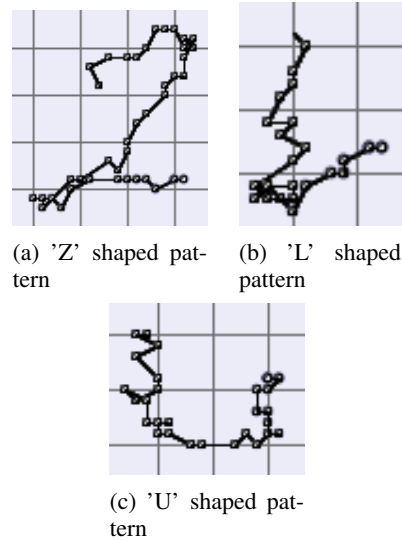 (a) 'Z' shaped pat-
tern
(b) 'L' shaped
pattern
(c) 'U' shaped pat-
tern